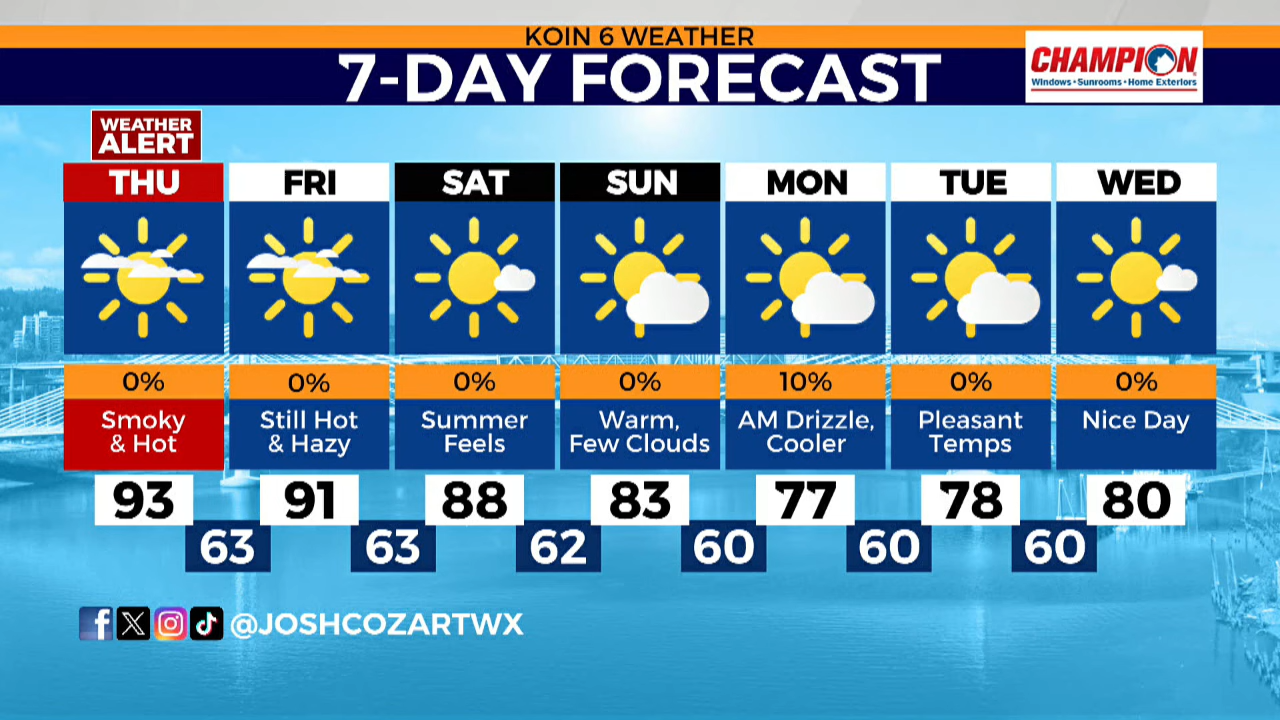 KOIN 6 WEATHER
7-DAY FORECAST
CHAMPION
Windows • Sunrooms • Home Exteriors
WEATHER
ALERT
THU
FRI
SAT
SUN
MON
TUE
WED
0%
0%
0%
0%
10%
0%
0%
Smoky
& Hot
Still Hot
& Hazy
Summer
Feels
Warm,
Few Clouds
AM Drizzle,
Cooler
Pleasant
Temps
Nice Day
93
91
88
83
77
78
80
63
63
62
60
60
60
@JOSHCOZARTWX